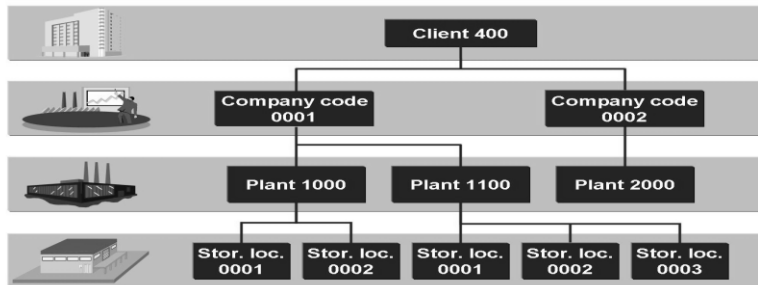 Client 400
Company code
0001
Company code
0002
Plant 1000
Plant 1100
Plant 2000
Stor. loc.
0001
Stor. loc.
0002
Stor. loc.
0001
Stor. loc.
0002
Stor. loc.
0003